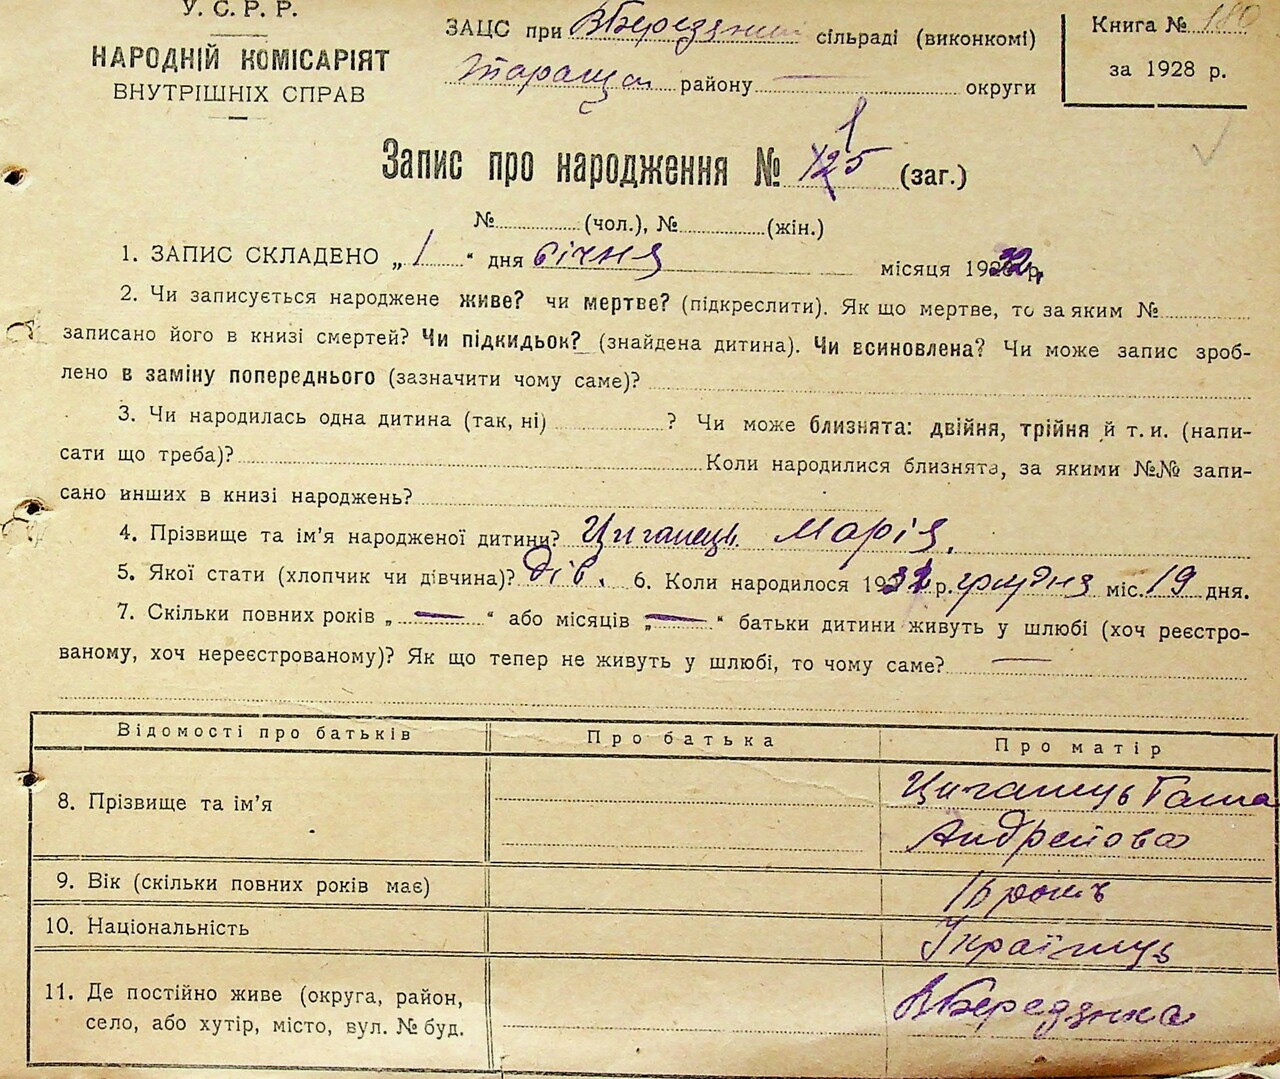 У. С. Р. Р.
НАРОДНІЙ КОМІСАРІЯТ
ВНУТРІШНІХ СПРАВ
ЗАЦС при ВБерезян сільраді (виконкомі)
Тараща району округи
Книга № 180
за 1928 р.
Запис про народження № 1 (заг.)
№ (чол.), № (жін.)
1. ЗАПИС СКЛАДЕНО „ 1 “ дня січня місяця 1932 р.
2. Чи записується народжене живе? чи мертве? (підкреслити). Як що мертве, то за яким №
записано його в книзі смертей? Чи підкидьок? (знайдена дитина). Чи всиновлена? Чи може запис зроб-
лено в заміну попереднього (зазначити чому саме)?
3. Чи народилась одна дитина (так, ні) ? Чи може близнята: двійня, трійня й т. и. (напи-
сати що треба)? Коли народилися близнята, за якими №№ запи-
сано инших в книзі народжень?
4. Прізвище та ім’я народженої дитини? Циганець Марія.
5. Якої стати (хлопчик чи дівчина)? дів. 6. Коли народилося 1931 р. грудня міс. 19 дня.
7. Скільки повних років „ — “ або місяців „ — “ батьки дитини живуть у шлюбі (хоч реєстро-
ваному, хоч нереєстрованому)? Як що тепер не живуть у шлюбі, то чому саме? —
Відомості про батьків Про батька Про матір
8. Прізвище та ім’я Циганець Ганна
Андреїова
9. Вік (скільки повних років має)
10. Національність Українець
11. Де постійно живе (округа, район, ВБерезянка
село, або хутір, місто, вул. № буд.